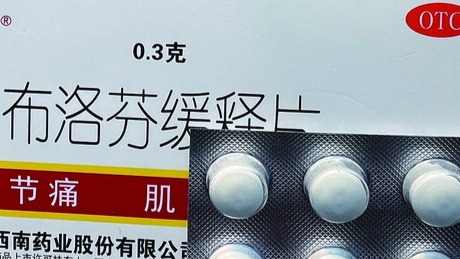 ®
OTC
0.3克
布洛芬缓释片
节痛 肌
西南药业股份有限公